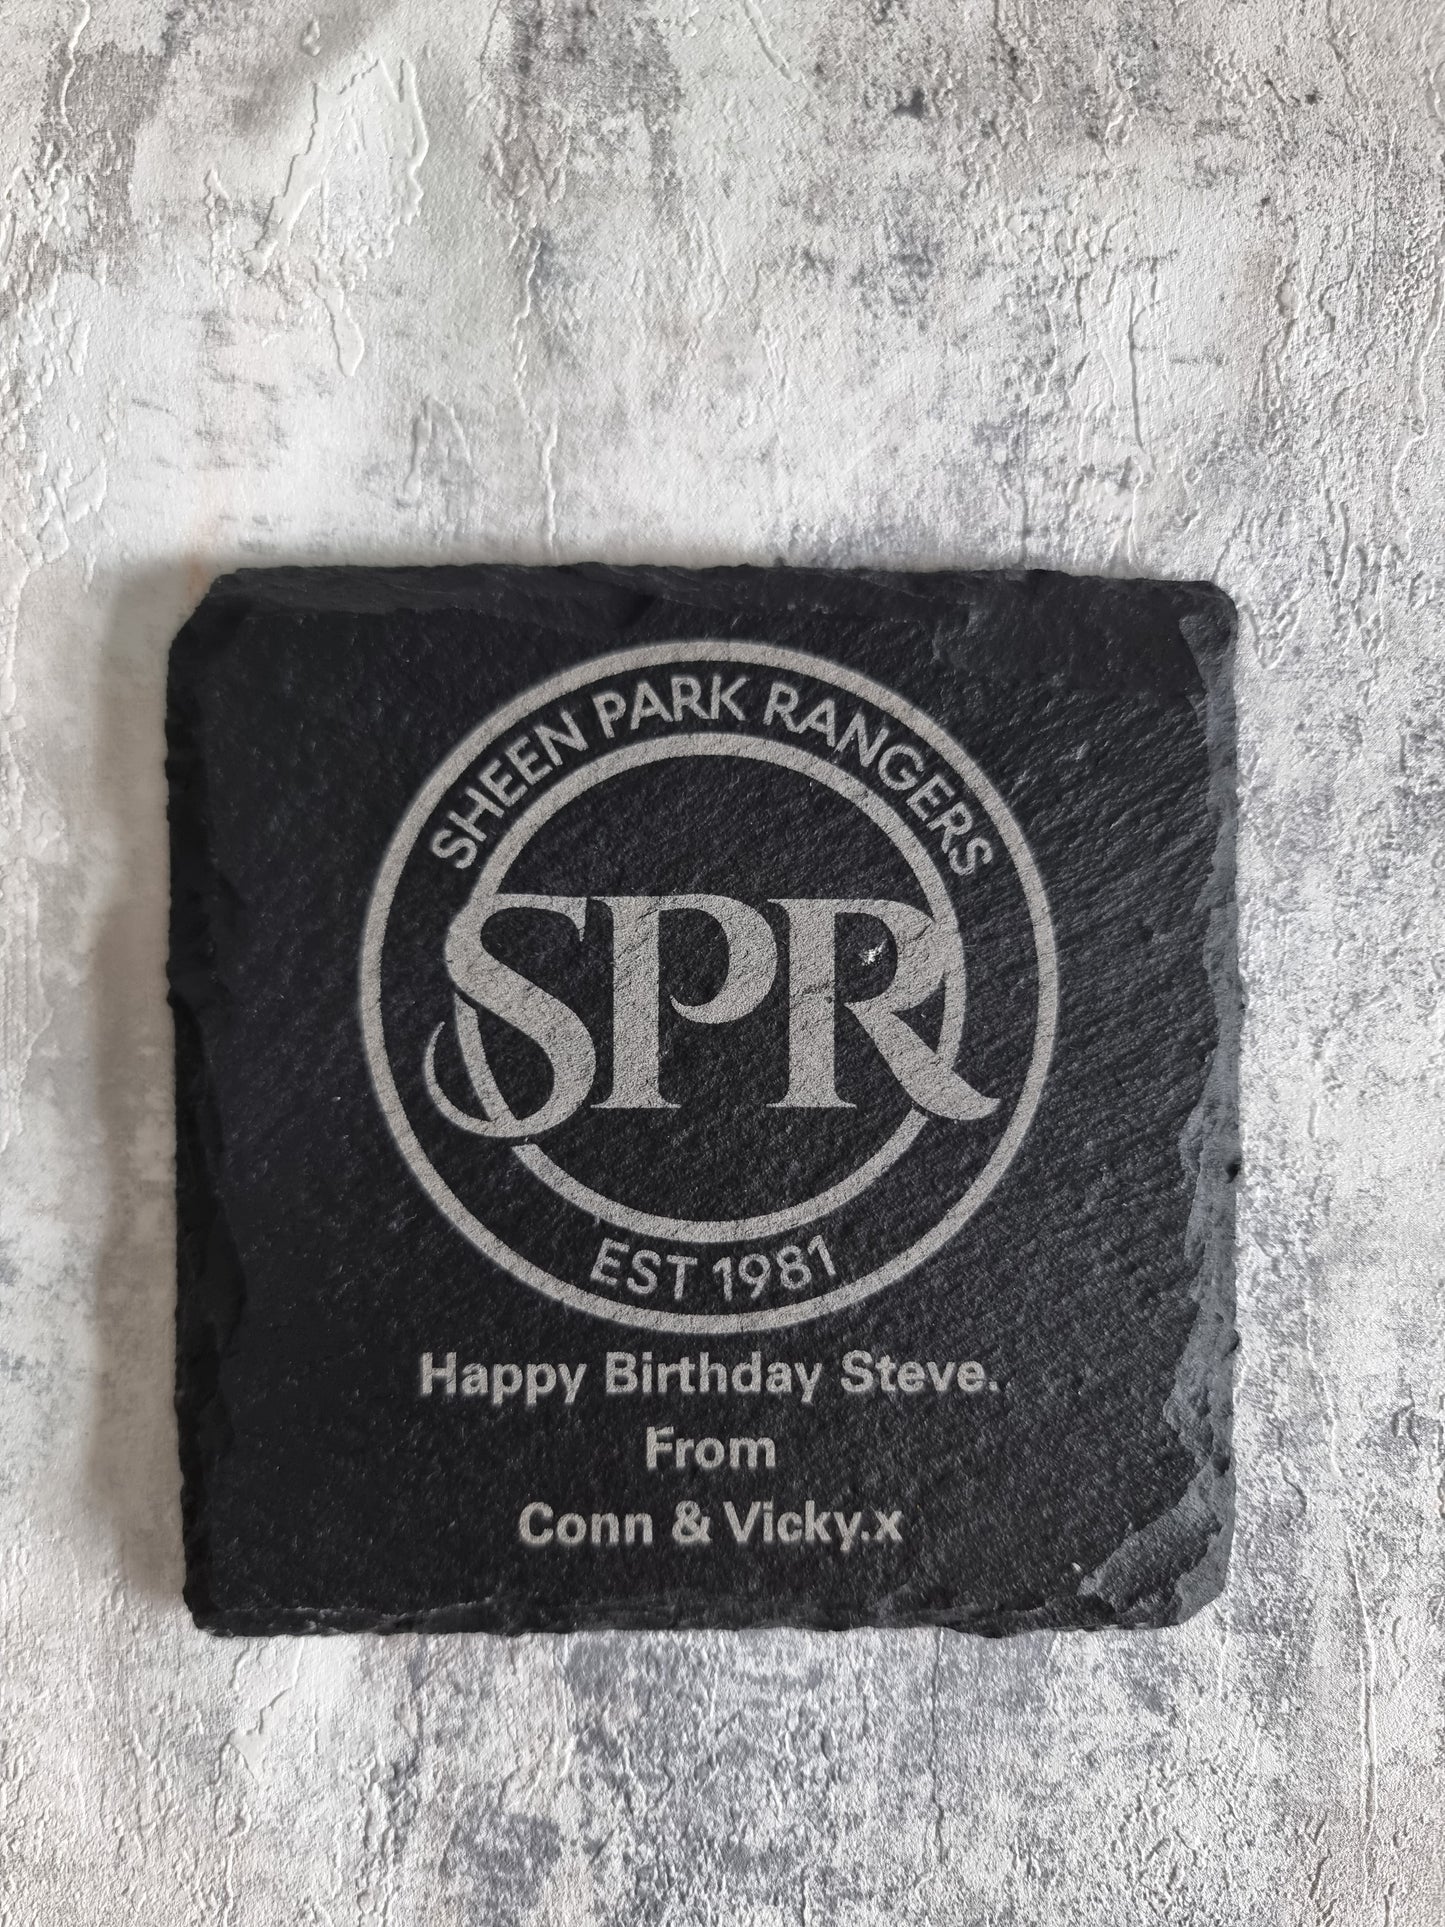 SHEEN PARK RANGERS
SPR
EST 1981
Happy Birthday Steve.
From
Conn & Vicky.x